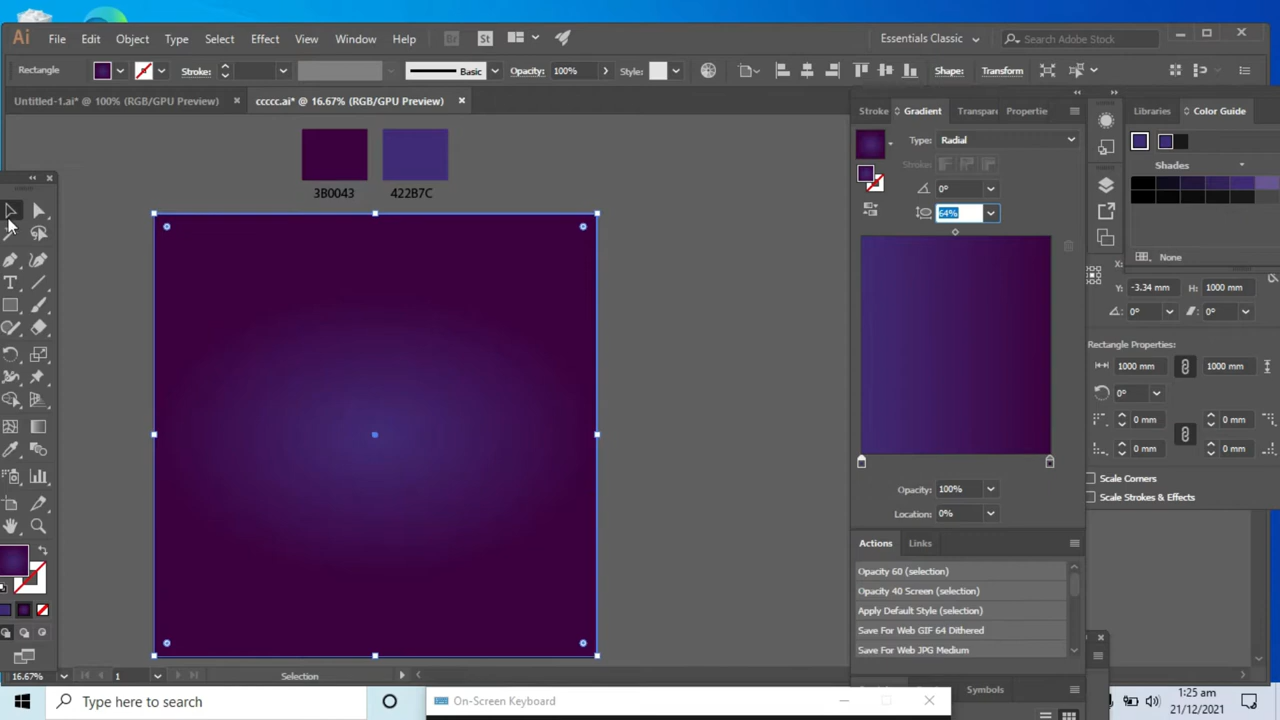 Ai File Edit Object Type Select Effect View Window Help Br St Essentials Classic Search Adobe Stock
Rectangle Stroke: Basic Opacity: 100% Style: Shape: Transform
Untitled-1.ai* @ 100% (RGB/GPU Preview) × ccccc.ai* @ 16.67% (RGB/GPU Preview) ×
Stroke Gradient Transpare Propertie Libraries Color Guide
Type: Radial
Strokes:
Shades
3B0043 422B7C
0°
64%
None
X:
Y: -3.34 mm H: 1000 mm
0° 0°
Rectangle Properties:
1000 mm 1000 mm
0°
0 mm 0 mm
0 mm 0 mm
Scale Corners
Scale Strokes & Effects
Opacity: 100%
Location: 0%
Actions Links
Opacity 60 (selection)
Opacity 40 Screen (selection)
Apply Default Style (selection)
Save For Web GIF 64 Dithered
Save For Web JPG Medium
16.67% 1 Selection
Symbols
Type here to search
On-Screen Keyboard
1:25 am
21/12/2021